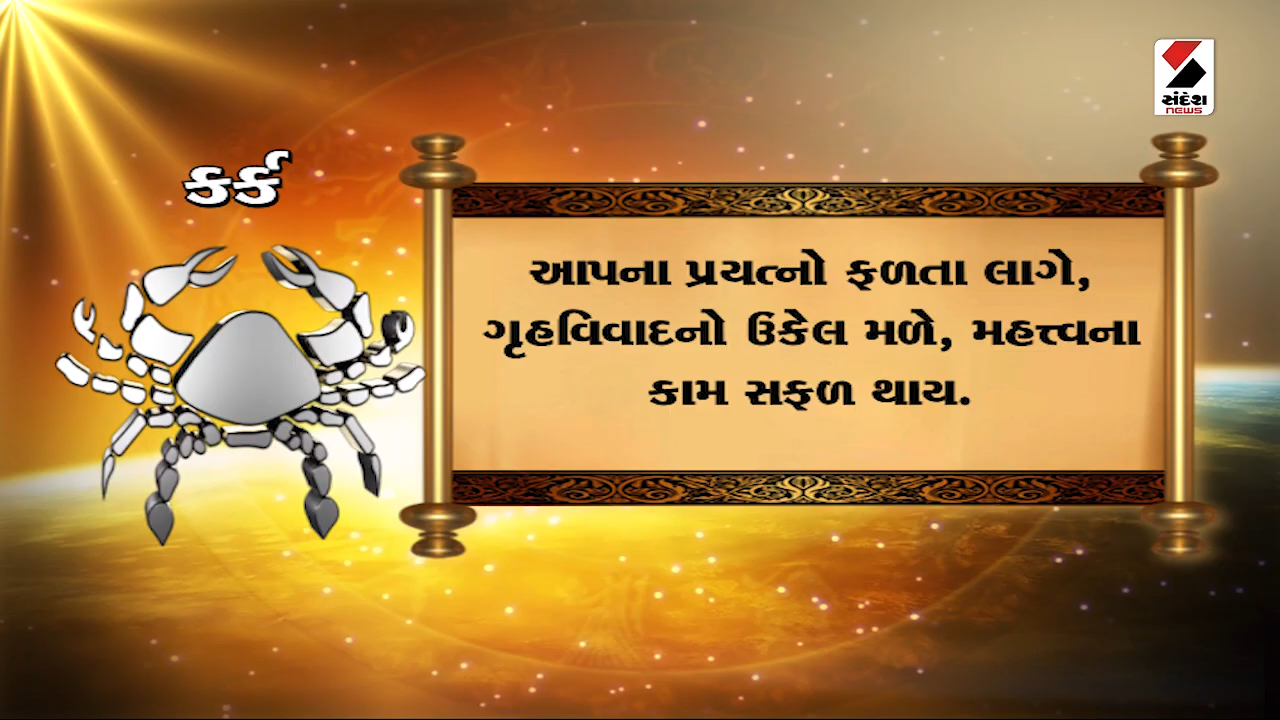 સંદેશ
NEWS
કર્ક
આપના પ્રયત્નો ફળતા લાગે,
ગૃહવિવાદનો ઉકેલ મળે, મહત્ત્વના
કામ સફળ થાય.